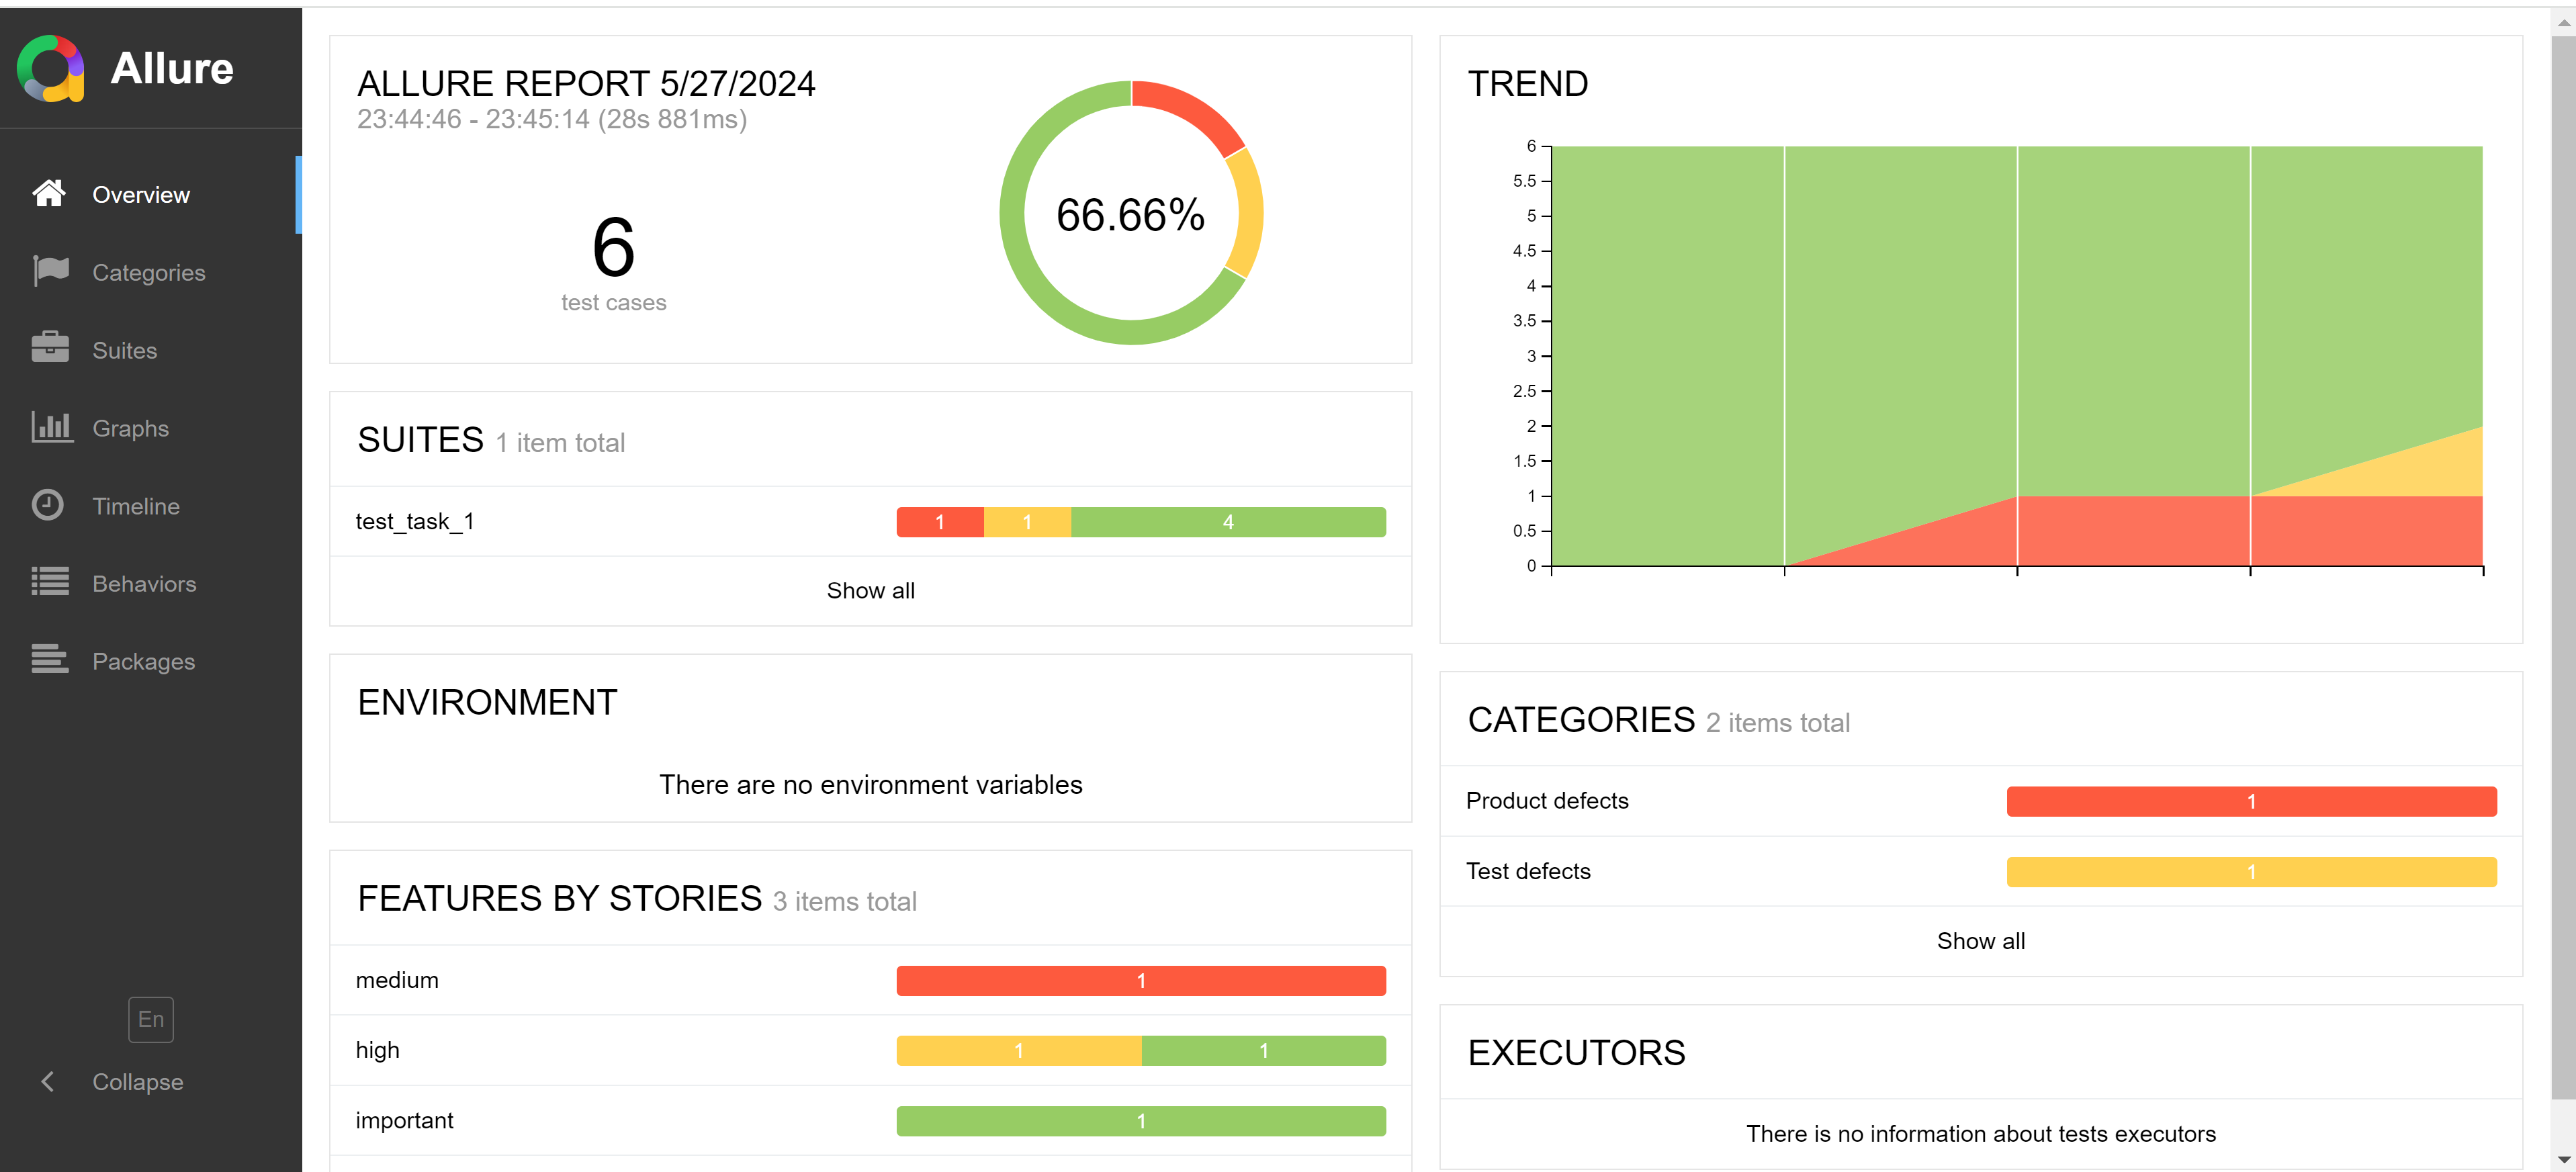 Allure
Overview
Categories
Suites
Graphs
Timeline
Behaviors
Packages
En
Collapse
ALLURE REPORT 5/27/2024
23:44:46 - 23:45:14 (28s 881ms)
6
test cases
66.66%
SUITES 1 item total
test_task_1 1 1 4
Show all
ENVIRONMENT
There are no environment variables
FEATURES BY STORIES 3 items total
medium 1
high 1 1
important 1
TREND
6
5.5
5
4.5
4
3.5
3
2.5
2
1.5
1
0.5
0
CATEGORIES 2 items total
Product defects 1
Test defects 1
Show all
EXECUTORS
There is no information about tests executors